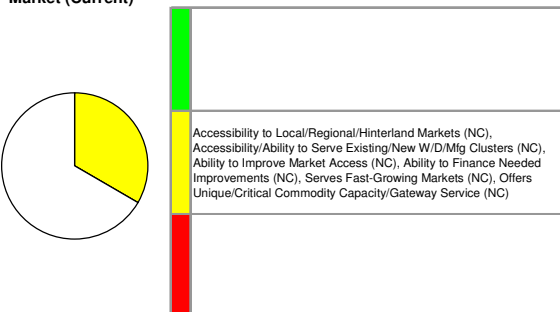 Market (Current)
Accessibility to Local/Regional/Hinterland Markets (NC),
Accessibility/Ability to Serve Existing/New W/D/Mfg Clusters (NC),
Ability to Improve Market Access (NC), Ability to Finance Needed
Improvements (NC), Serves Fast-Growing Markets (NC), Offers
Unique/Critical Commodity Capacity/Gateway Service (NC)